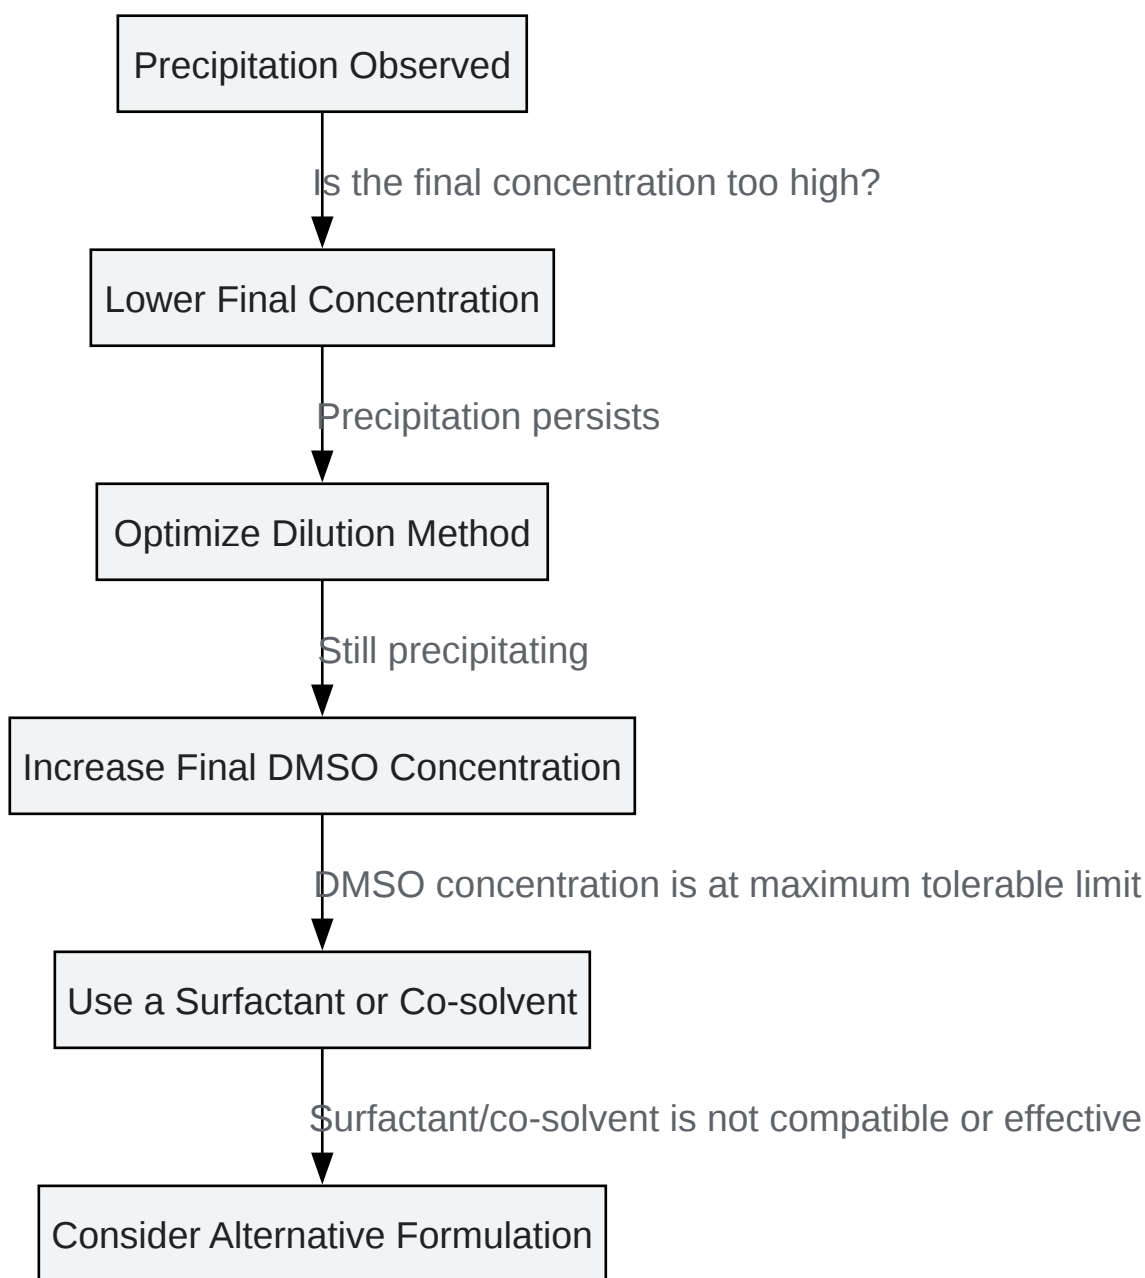 Precipitation Observed
Is the final concentration too high?
Lower Final Concentration
Precipitation persists
Optimize Dilution Method
Still precipitating
Increase Final DMSO Concentration
DMSO concentration is at maximum tolerable limit
Use a Surfactant or Co-solvent
Surfactant/co-solvent is not compatible or effective
Consider Alternative Formulation